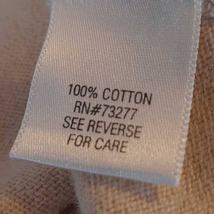 100% COTTON
RN#73277
SEE REVERSE
FOR CARE